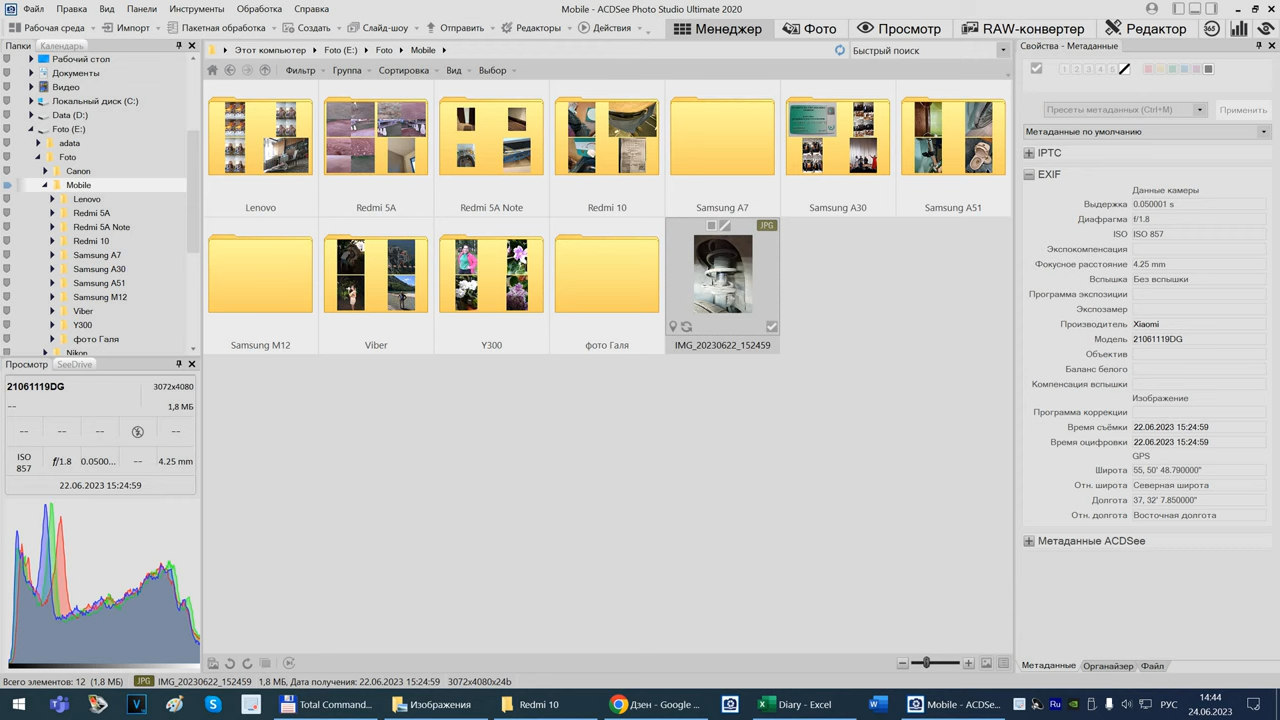 Файл Правка Вид Панели Инструменты Обработка Справка
Mobile - ACDSee Photo Studio Ultimate 2020
Рабочая среда Импорт Пакетная обработка Создать Слайд-шоу Отправить Редакторы Действия
Менеджер Фото Просмотр RAW-конвертер Редактор 365
Папки Календарь
Рабочий стол
Документы
Видео
Локальный диск (C:)
Data (D:)
Foto (E:)
adata
Foto
Canon
Mobile
Lenovo
Redmi 5A
Redmi 5A Note
Redmi 10
Samsung A7
Samsung A30
Samsung A51
Samsung M12
Viber
Y300
фото Галя
Nikon
Просмотр SeeDrive
21061119DG
3072x4080
--
1,8 МБ
-- -- -- --
ISO
857
f/1.8 0.0500... -- 4.25 mm
22.06.2023 15:24:59
Этот компьютер Foto (E:) Foto Mobile
Быстрый поиск
Фильтр Группа Сортировка Вид Выбор
Lenovo Redmi 5A Redmi 5A Note Redmi 10 Samsung A7 Samsung A30 Samsung A51
JPG
Samsung M12 Viber Y300 фото Галя IMG_20230622_152459
Свойства - Метаданные
1 2 3 4 5
Пресеты метаданных (Ctrl+M) Применить
Метаданные по умолчанию
IPTC
EXIF
Данные камеры
Выдержка 0.050001 s
Диафрагма f/1.8
ISO ISO 857
Экспокомпенсация
Фокусное расстояние 4.25 mm
Вспышка Без вспышки
Программа экспозиции
Экспозамер
Производитель Xiaomi
Модель 21061119DG
Объектив
Баланс белого
Компенсация вспышки
Изображение
Программа коррекции
Время съёмки 22.06.2023 15:24:59
Время оцифровки 22.06.2023 15:24:59
GPS
Широта 55, 50' 48.790000"
Отн. широта Северная широта
Долгота 37, 32' 7.850000"
Отн. долгота Восточная долгота
Метаданные ACDSee
Метаданные Органайзер Файл
Всего элементов: 12 (1,8 МБ) JPG IMG_20230622_152459 1,8 МБ, Дата получения: 22.06.2023 15:24:59 3072x4080x24b
Total Command... Изображения Redmi 10 Дзен - Google ... Diary - Excel Mobile - ACDSe... Ru РУС
14:44
24.06.2023